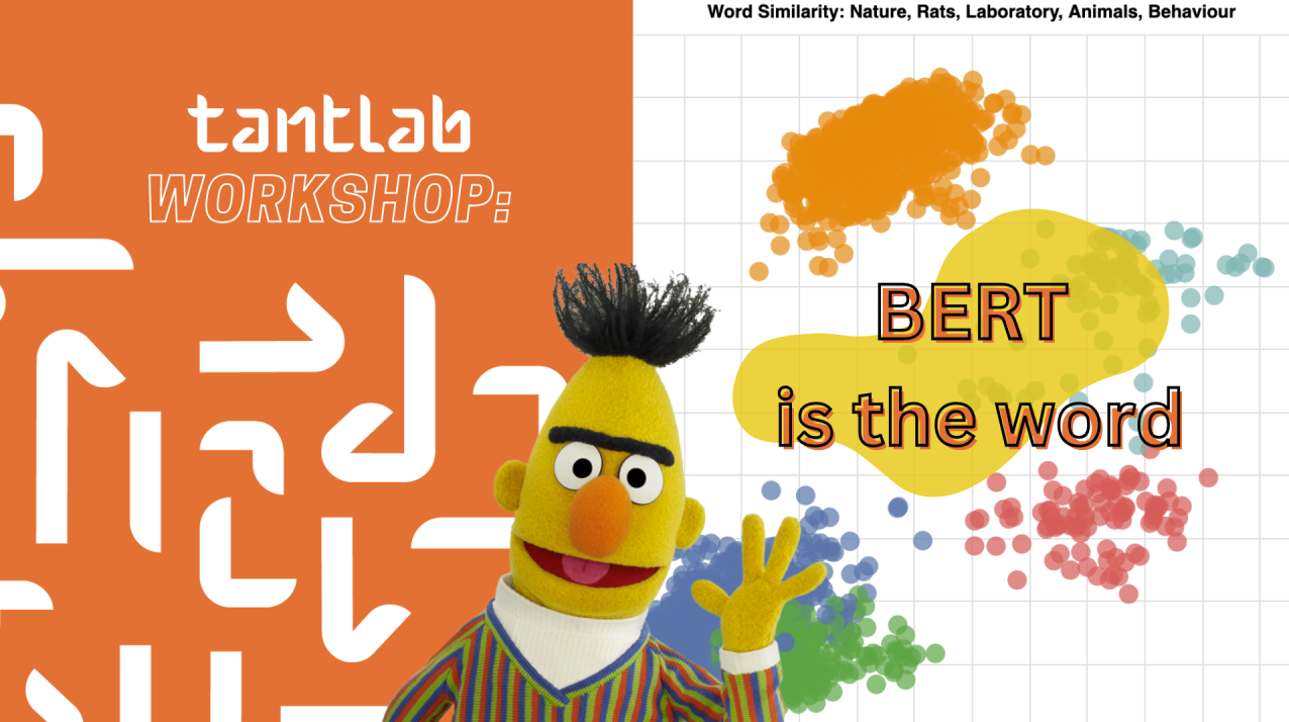 tantlab
WORKSHOP:
Word Similarity: Nature, Rats, Laboratory, Animals, Behaviour
BERT
is the word